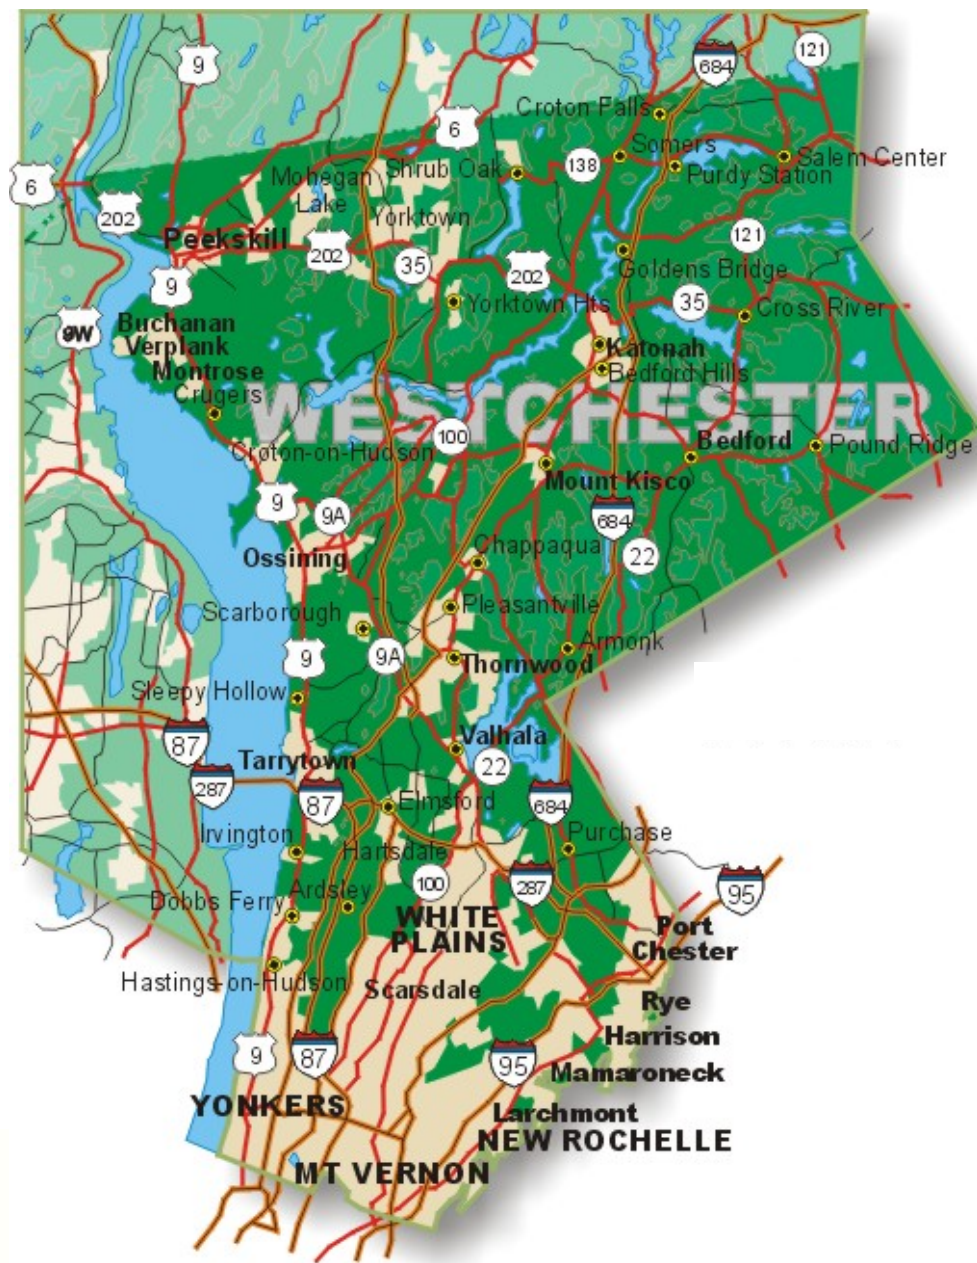 9
684
121
Croton Falls
6
Somers
138
Salem Center
Mohegan
Lake
Shrub Oak
Purdy Station
6
202
Yorktown
Peekskill
202
35
202
121
Goldens Bridge
9
Yorktown Hts
35
Cross River
9W
Buchanan
Verplank
Montrose
Crugers
Katonah
Bedford Hills
WESTCHESTER
100
Croton-on-Hudson
Bedford
Pound Ridge
Mount Kisco
9
9A
684
22
Ossining
Chappaqua
Scarborough
Pleasantville
9
9A
Armonk
Thornwood
Sleepy Hollow
87
Valhala
Tarrytown
22
287
87
Elmsford
684
Irvington
Hartsdale
Purchase
100
287
95
Dobbs Ferry
Ardsley
WHITE
PLAINS
Port
Chester
Hastings-on-Hudson
Scarsdale
Rye
Harrison
9
87
95
Mamaroneck
YONKERS
Larchmont
NEW ROCHELLE
MT VERNON